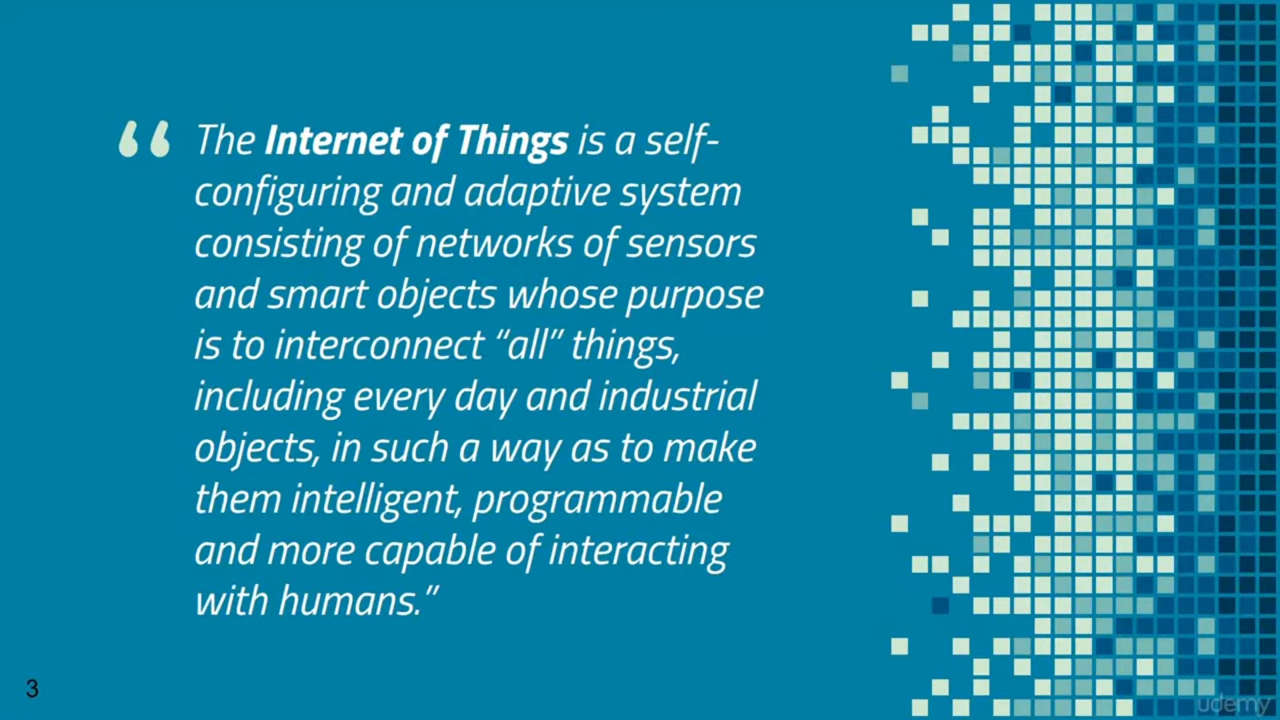 “
The Internet of Things is a self-
configuring and adaptive system
consisting of networks of sensors
and smart objects whose purpose
is to interconnect “all” things,
including every day and industrial
objects, in such a way as to make
them intelligent, programmable
and more capable of interacting
with humans.”
3
udemy